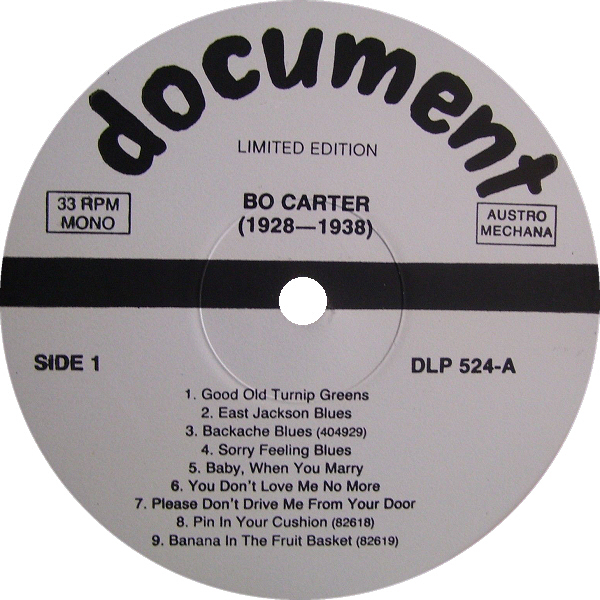 document
LIMITED EDITION
33 RPM
MONO
BO CARTER
(1928—1938)
AUSTRO
MECHANA
SIDE 1
DLP 524-A
1. Good Old Turnip Greens
2. East Jackson Blues
3. Backache Blues (404929)
4. Sorry Feeling Blues
5. Baby, When You Marry
6. You Don't Love Me No More
7. Please Don't Drive Me From Your Door
8. Pin In Your Cushion (82618)
9. Banana In The Fruit Basket (82619)